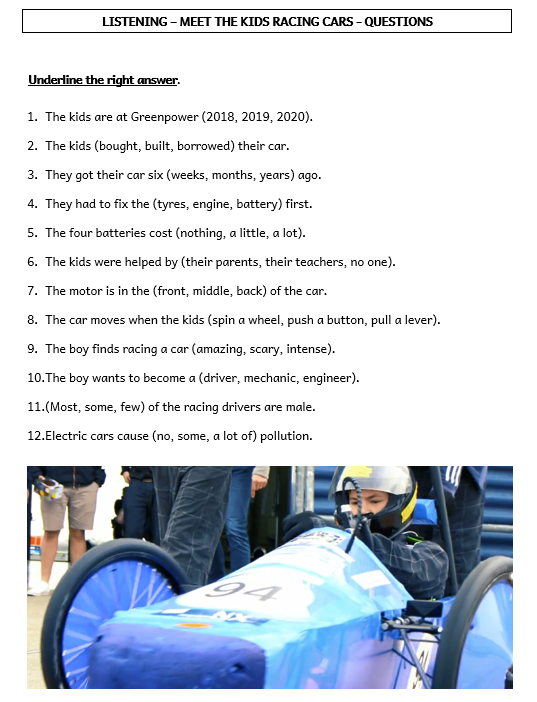 LISTENING – MEET THE KIDS RACING CARS - QUESTIONS
Underline the right answer.
1. The kids are at Greenpower (2018, 2019, 2020).
2. The kids (bought, built, borrowed) their car.
3. They got their car six (weeks, months, years) ago.
4. They had to fix the (tyres, engine, battery) first.
5. The four batteries cost (nothing, a little, a lot).
6. The kids were helped by (their parents, their teachers, no one).
7. The motor is in the (front, middle, back) of the car.
8. The car moves when the kids (spin a wheel, push a button, pull a lever).
9. The boy finds racing a car (amazing, scary, intense).
10.The boy wants to become a (driver, mechanic, engineer).
11.(Most, some, few) of the racing drivers are male.
12.Electric cars cause (no, some, a lot of) pollution.
94